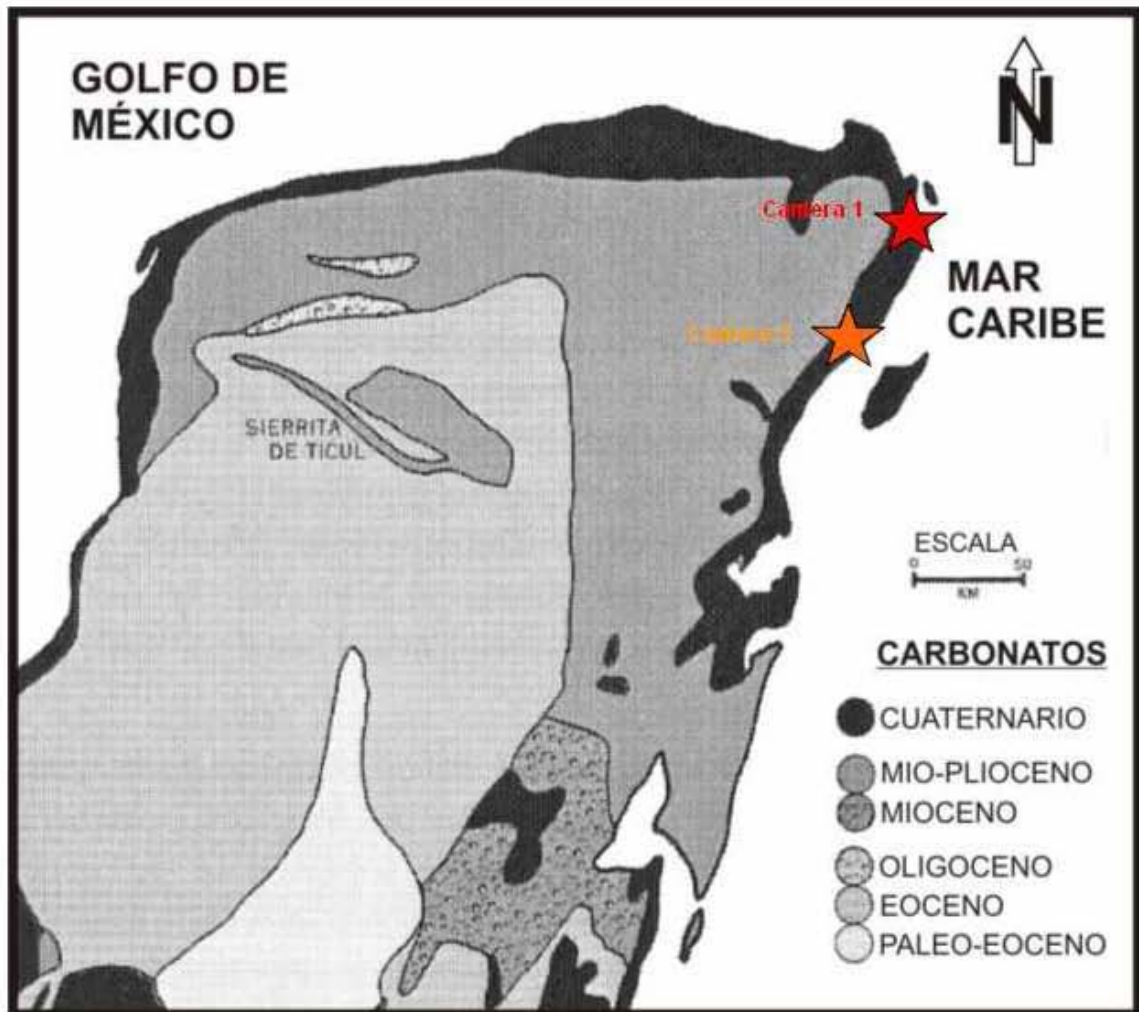 GOLFO DE
MÉXICO
N
Camera 1
MAR
CARIBE
SIERRITA
DE TICUL
ESCALA
0 50
KM
CARBONATOS
CUATERNARIO
MIO-PLIOCENO
MIOCENO
OLIGOCENO
EOCENO
PALEO-EOCENO